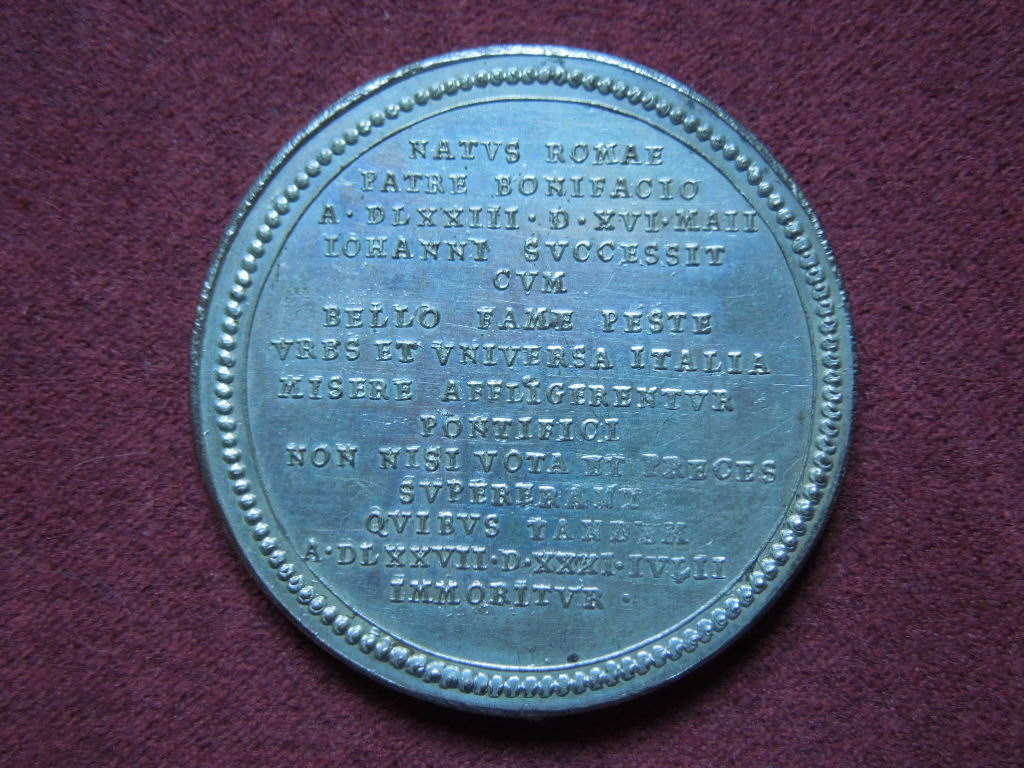 NATVS ROMAE
PATRE BONIFACIO
A · DLXXIII · D · XVI · MAII
IOHANNI SVCCESSIT
CVM
BELLO FAME PESTE
VRBS ET VNIVERSA ITALIA
MISERE AFFLIGERENTVR
PONTIFICI
NON NISI VOTA ET PRECES
SVPERERANT
QVIBVS TANDEM
A · DLXXVII · D · XXXI · IVLII
IMMORITVR ·